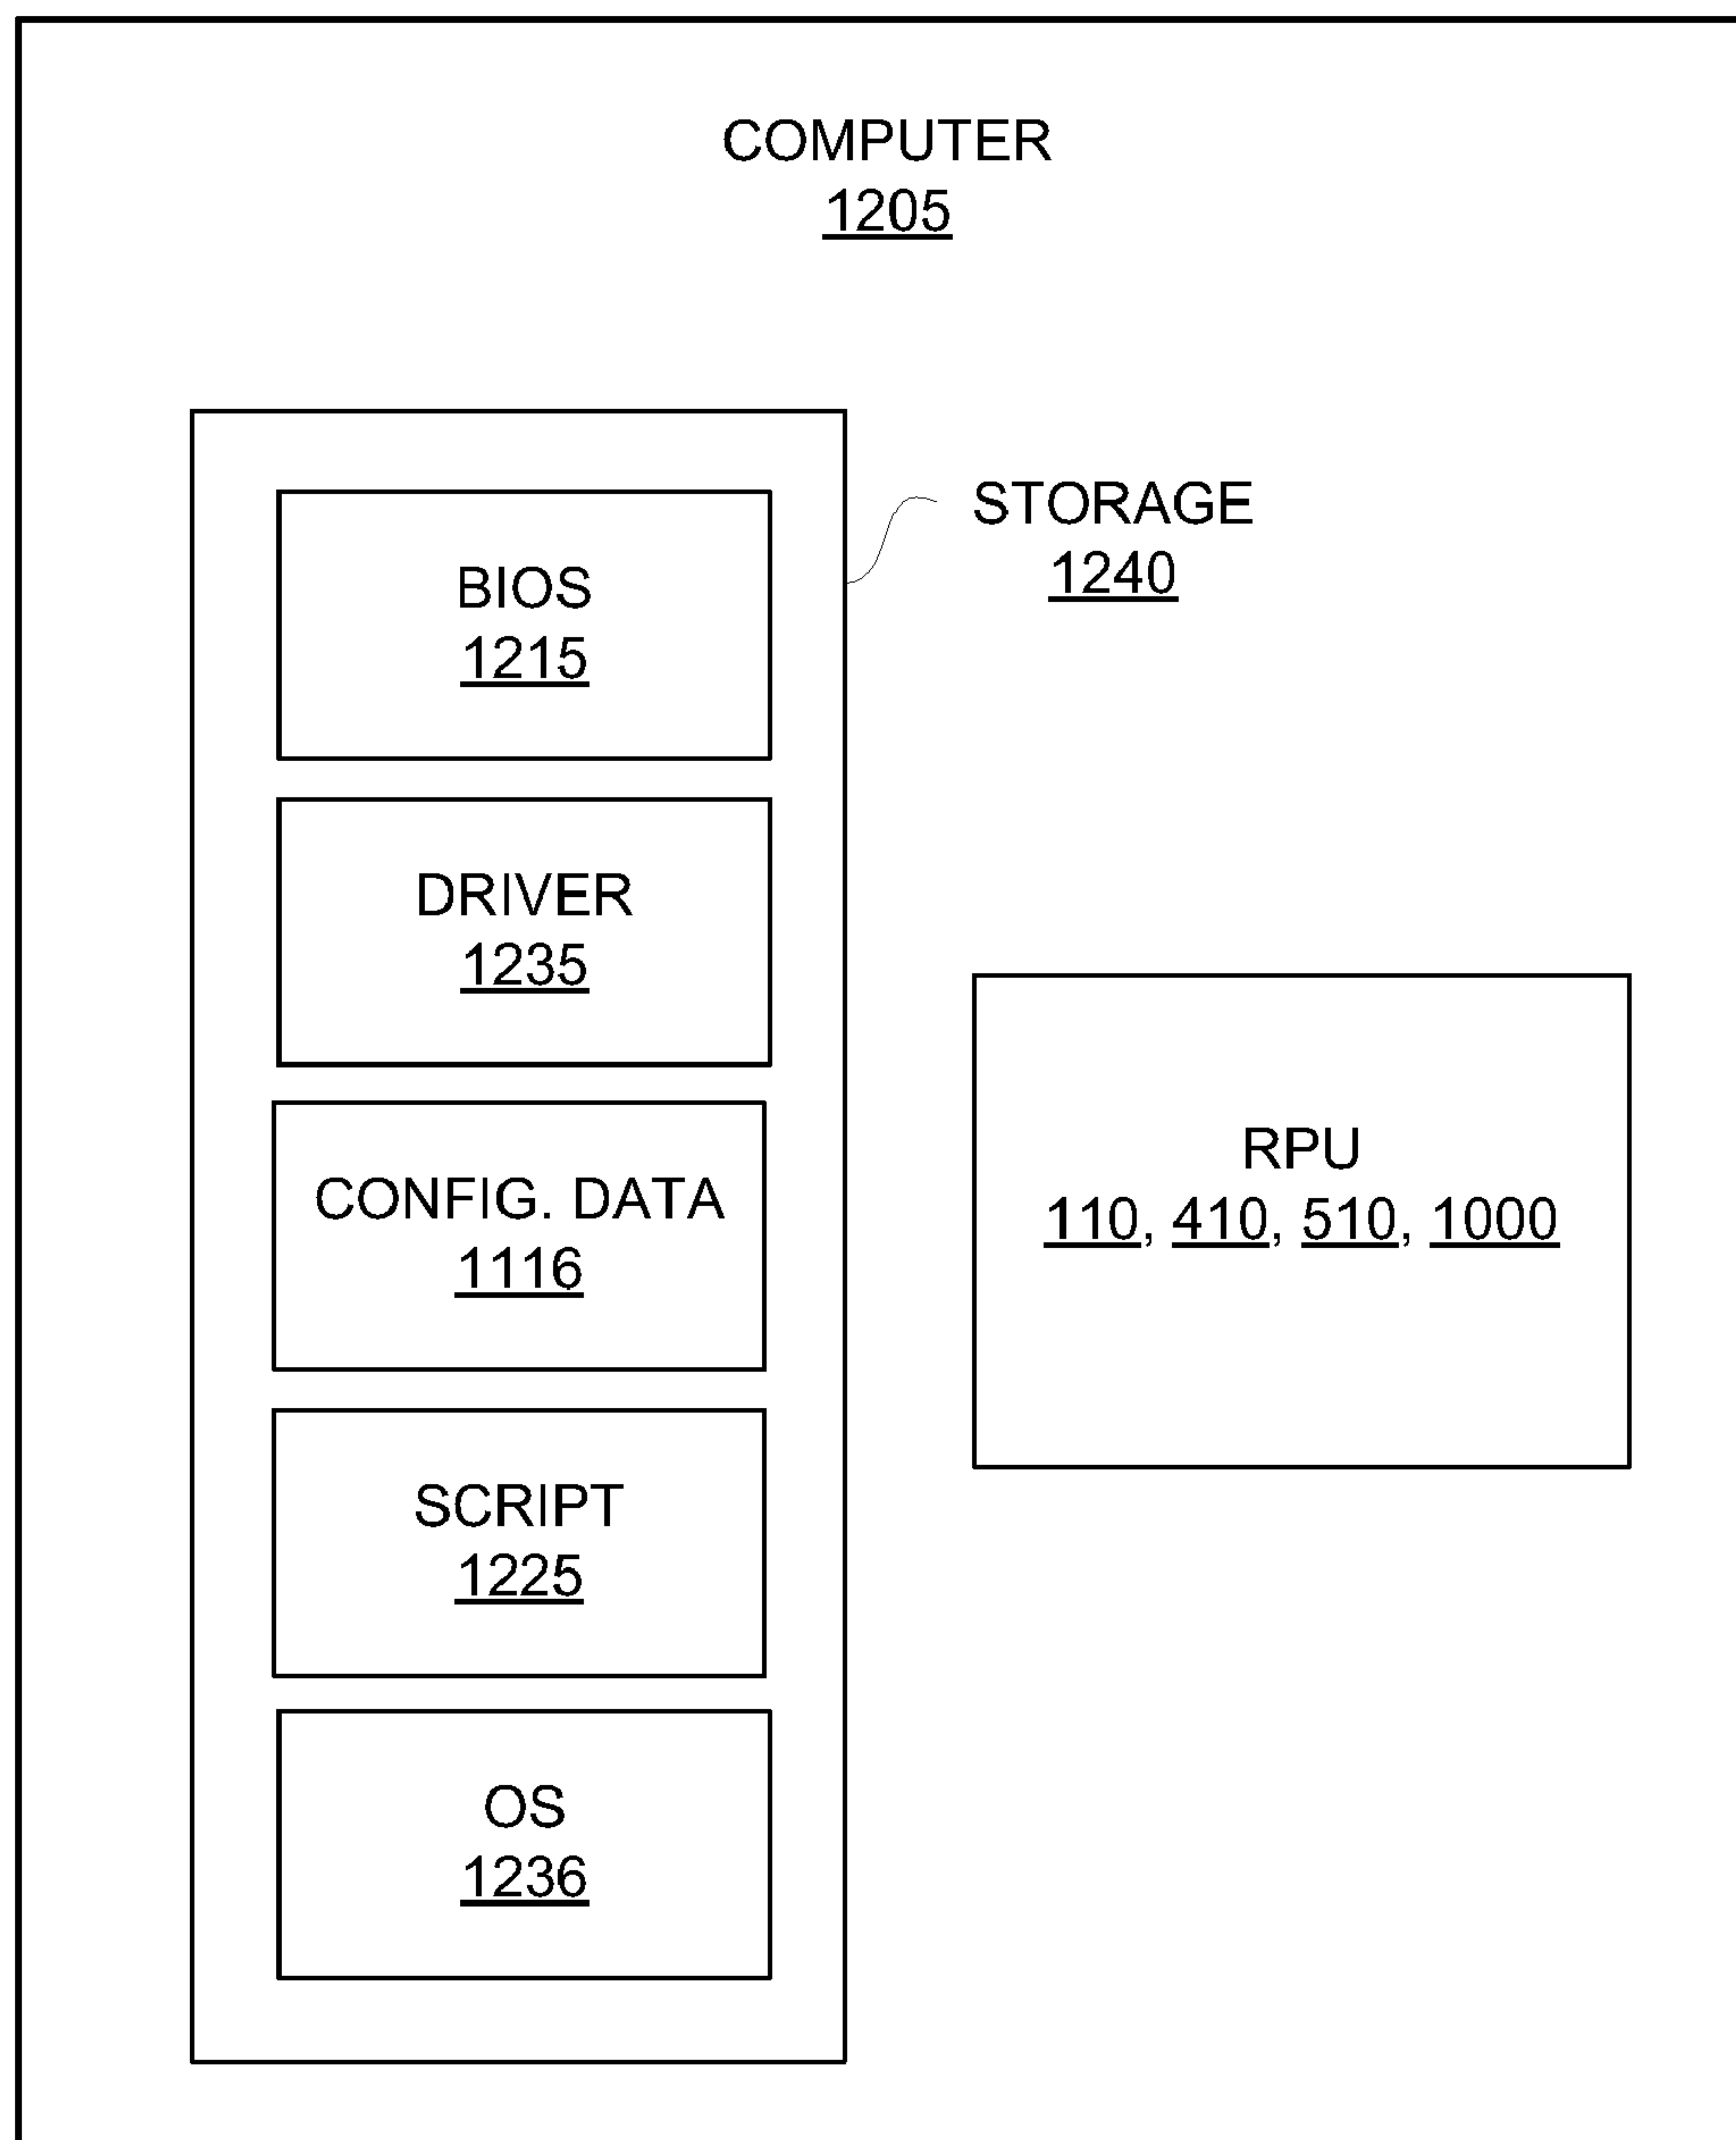 COMPUTER
1205
STORAGE
1240
BIOS
1215
DRIVER
1235
CONFIG. DATA
1116
SCRIPT
1225
OS
1236
RPU
110, 410, 510, 1000